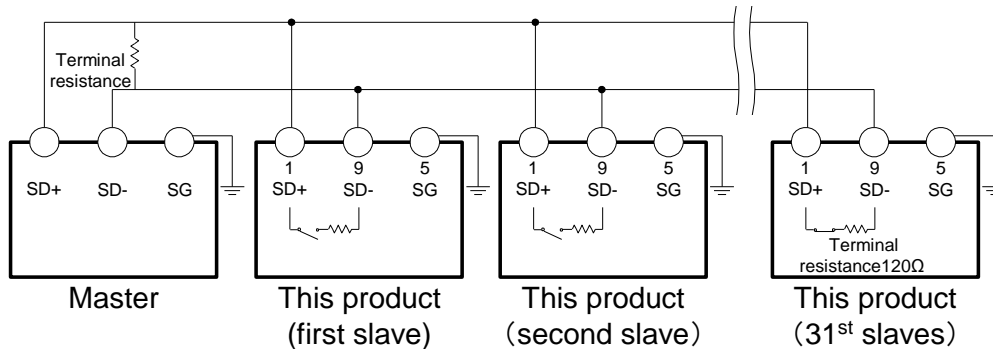 Terminal
resistance
1 9 5
1 9 5
1 9 5
SD+ SD- SG
SD+ SD- SG
SD+ SD- SG
SD+ SD- SG
Terminal
resistance120Ω
Master
This product
(first slave)
This product
（second slave）
This product
（31st slaves）